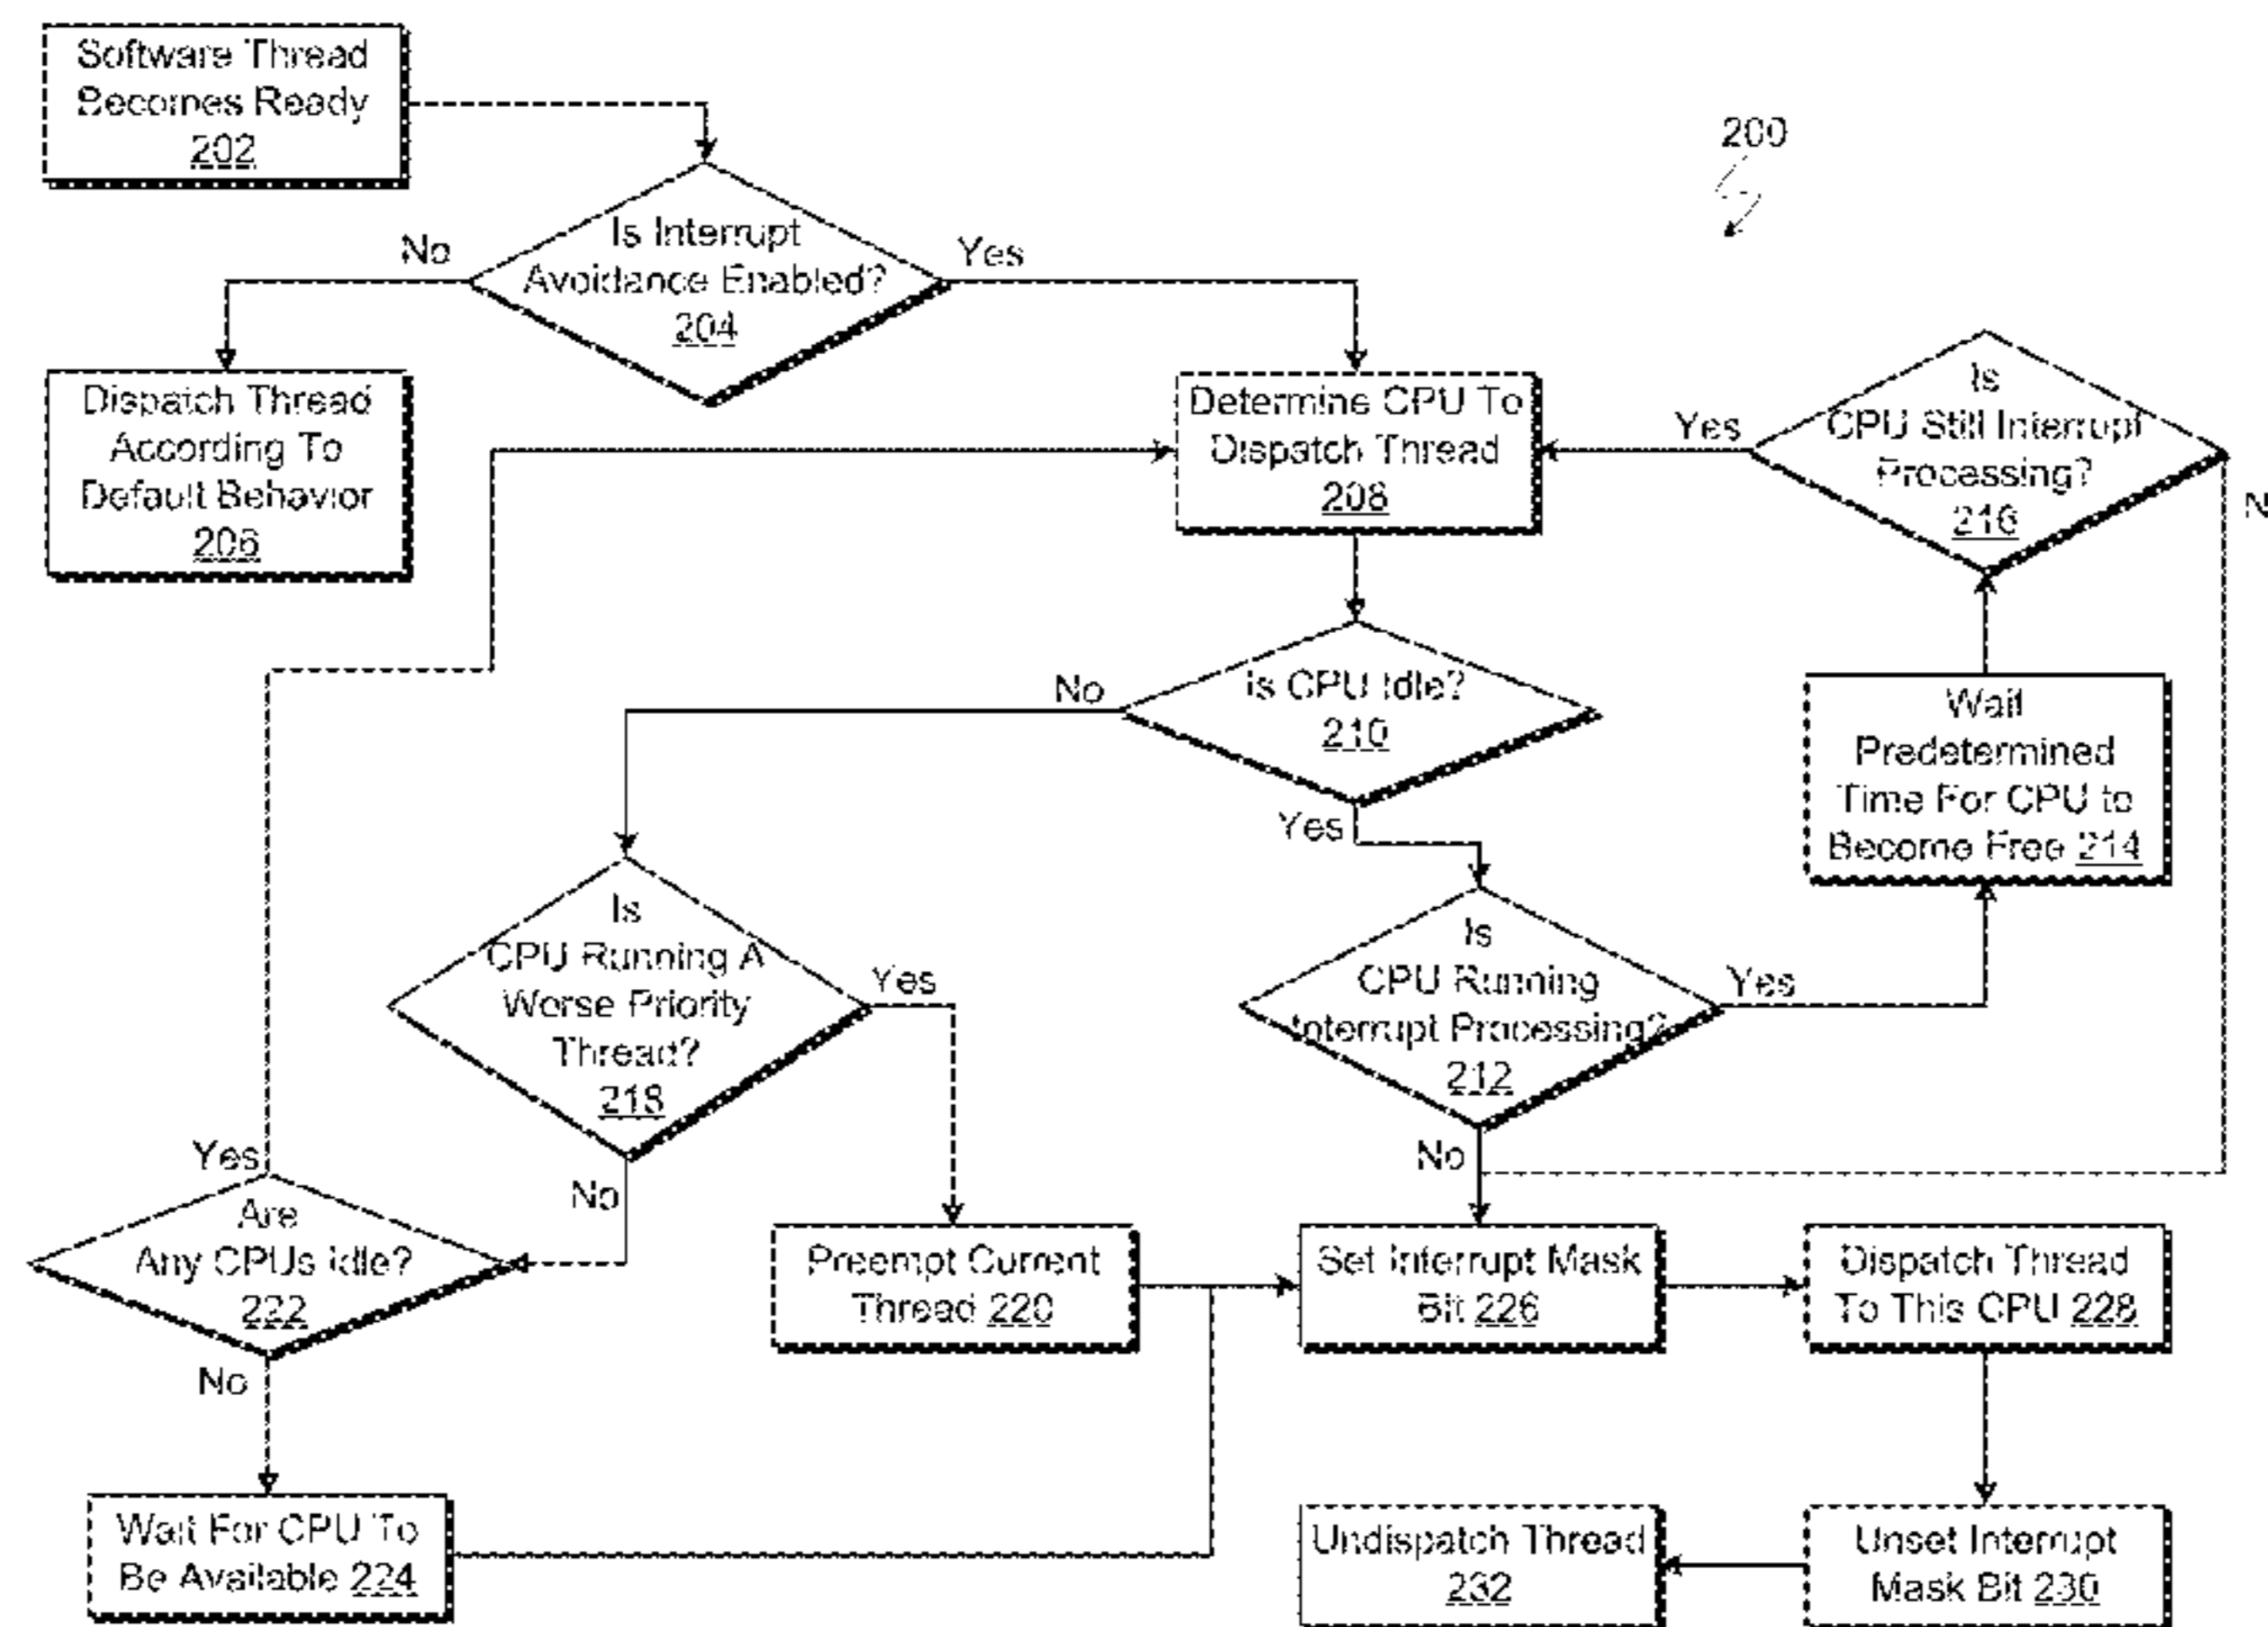 Software Thread
Becomes Ready
202
200
Is Interrupt
Avoidance Enabled?
204
No
Yes
Dispatch Thread
According To
Default Behavior
206
Determine CPU To
Dispatch Thread
208
Yes
Is
CPU Still Interrupt
Processing?
216
N
is CPU Idle?
210
No
Yes
Wait
Predetermined
Time For CPU to
Become Free 214
Is
CPU Running A
Worse Priority
Thread?
218
Yes
No
Is
CPU Running
Interrupt Processing?
212
Yes
No
Yes
Are
Any CPUs idle?
222
No
Preempt Current
Thread 220
Set Interrupt Mask
Bit 226
Dispatch Thread
To This CPU 228
Wait For CPU To
Be Available 224
Undispatch Thread
232
Unset Interrupt
Mask Bit 230